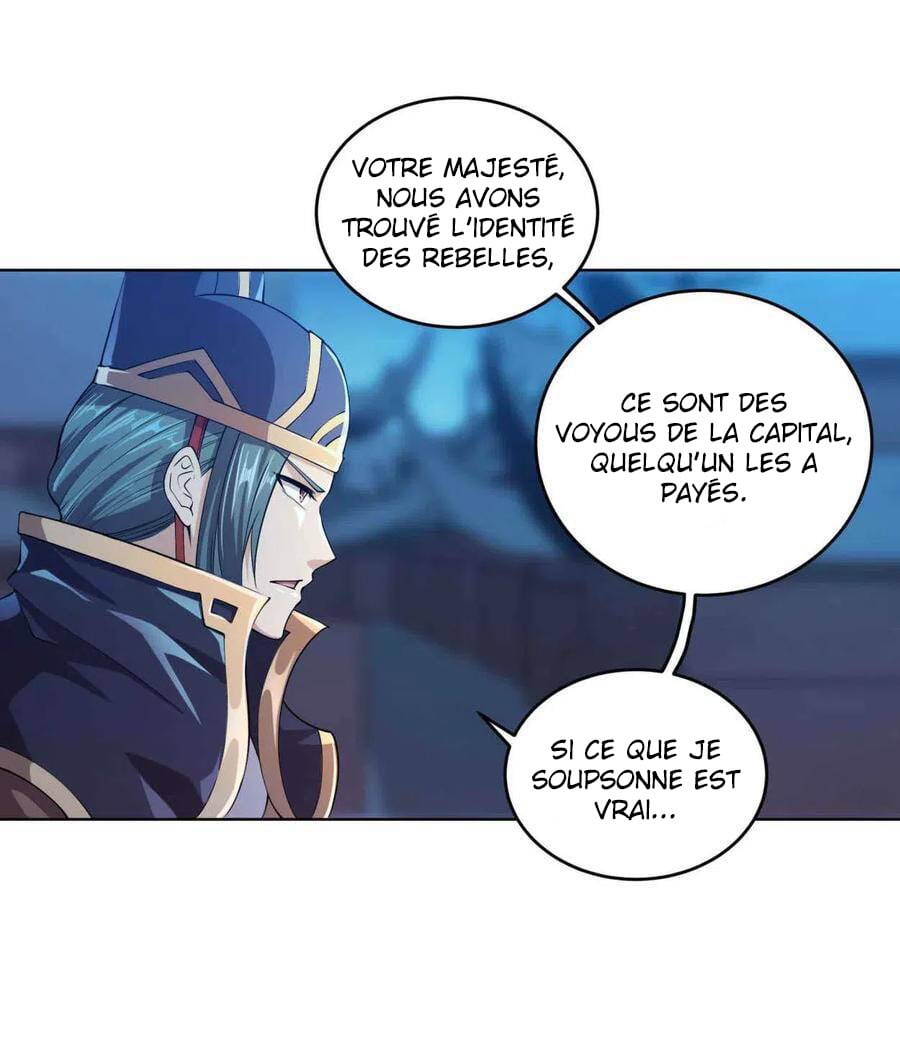 VOTRE MAJESTÉ,
NOUS AVONS
TROUVÉ L'IDENTITÉ
DES REBELLES,
CE SONT DES
VOYOUS DE LA CAPITAL,
QUELQU'UN LES A
PAYÉS.
SI CE QUE JE
SOUPSONNE EST
VRAI...